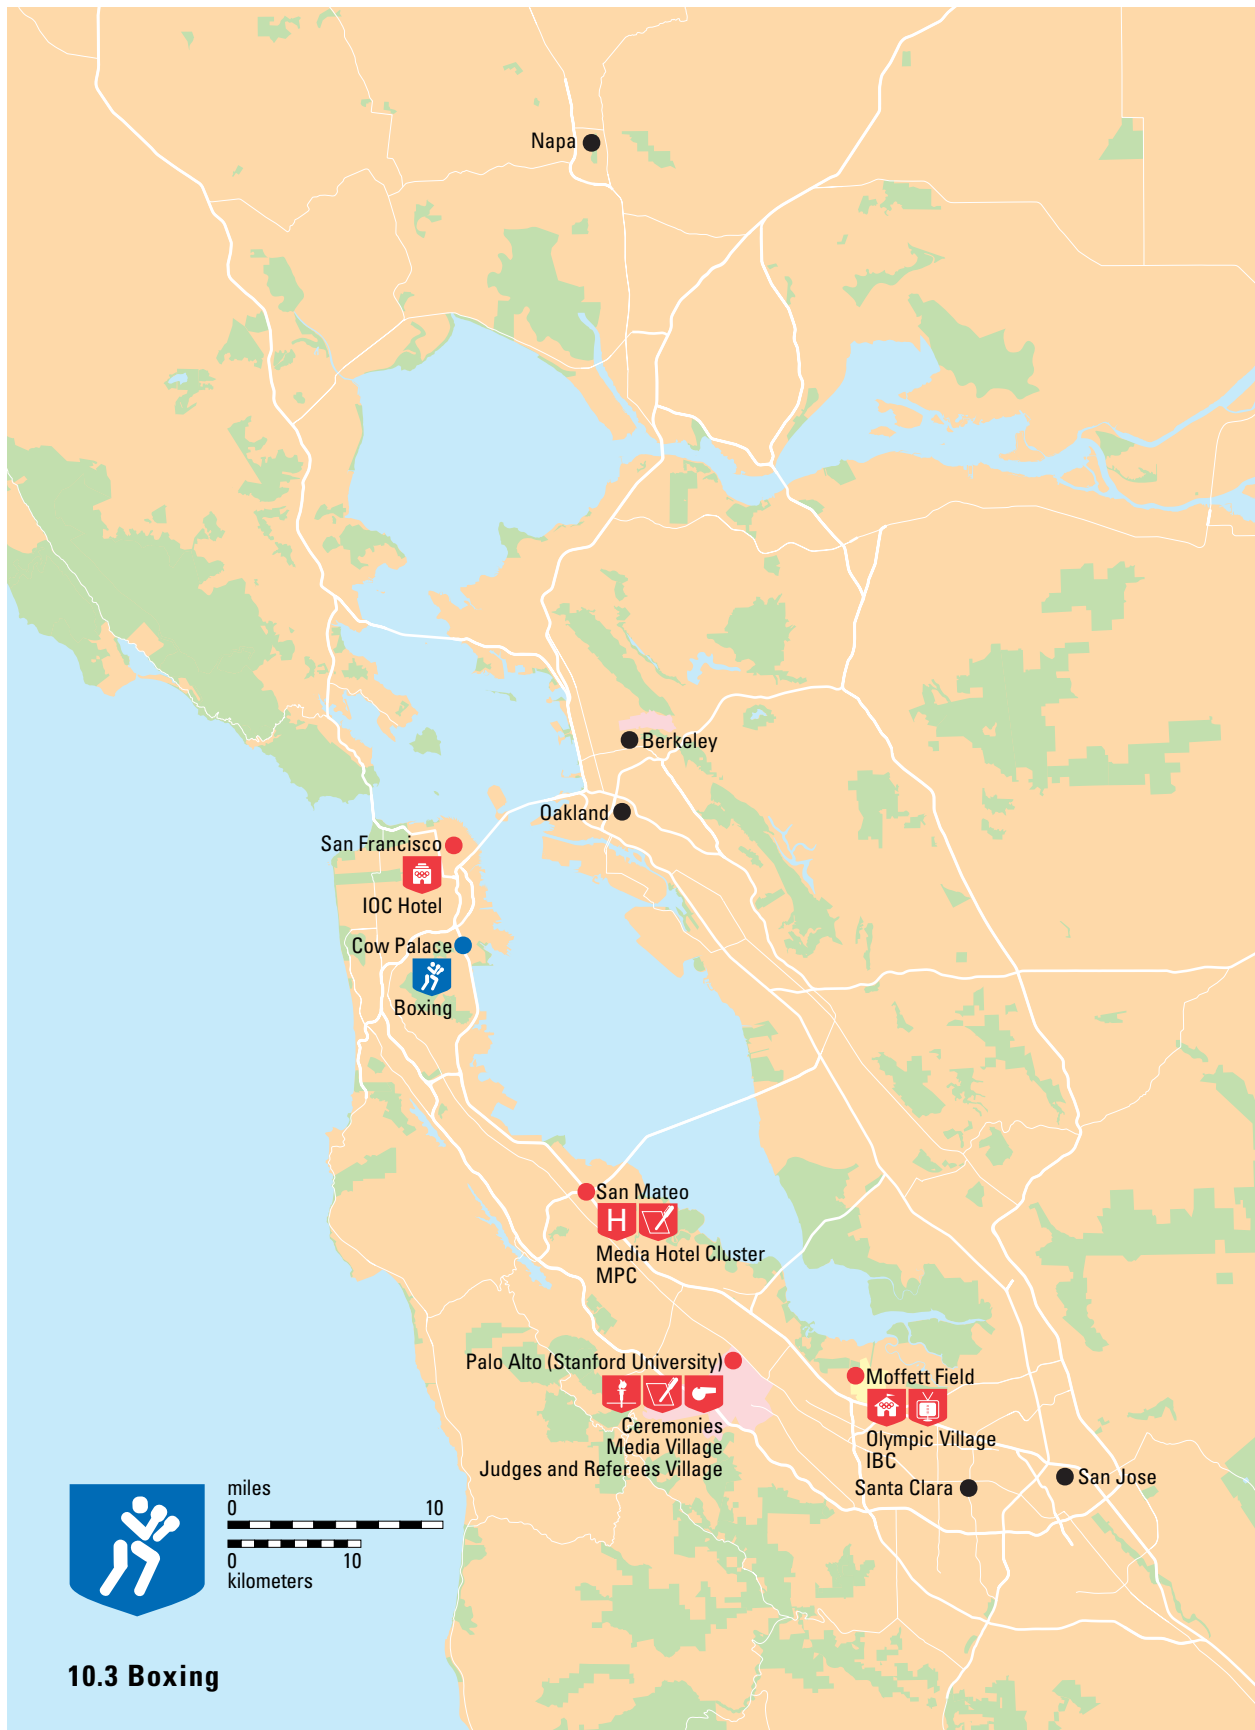 Napa
Berkeley
Oakland
San Francisco
IOC Hotel
Cow Palace
Boxing
San Mateo
H
Media Hotel Cluster
MPC
Palo Alto (Stanford University)
Ceremonies
Media Village
Judges and Referees Village
Moffett Field
Olympic Village
IBC
Santa Clara
San Jose
miles
0 10
0 10
kilometers
10.3 Boxing